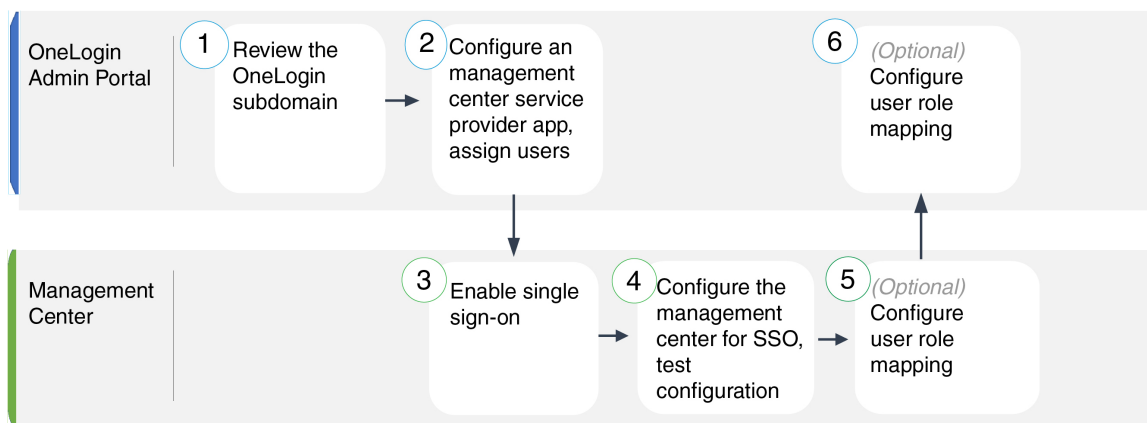 OneLogin
Admin Portal
1
Review the
OneLogin
subdomain
2
Configure an
management
center service
provider app,
assign users
6
(Optional)
Configure
user role
mapping
Management
Center
3
Enable single
sign-on
4
Configure the
management
center for SSO,
test
configuration
5
(Optional)
Configure
user role
mapping